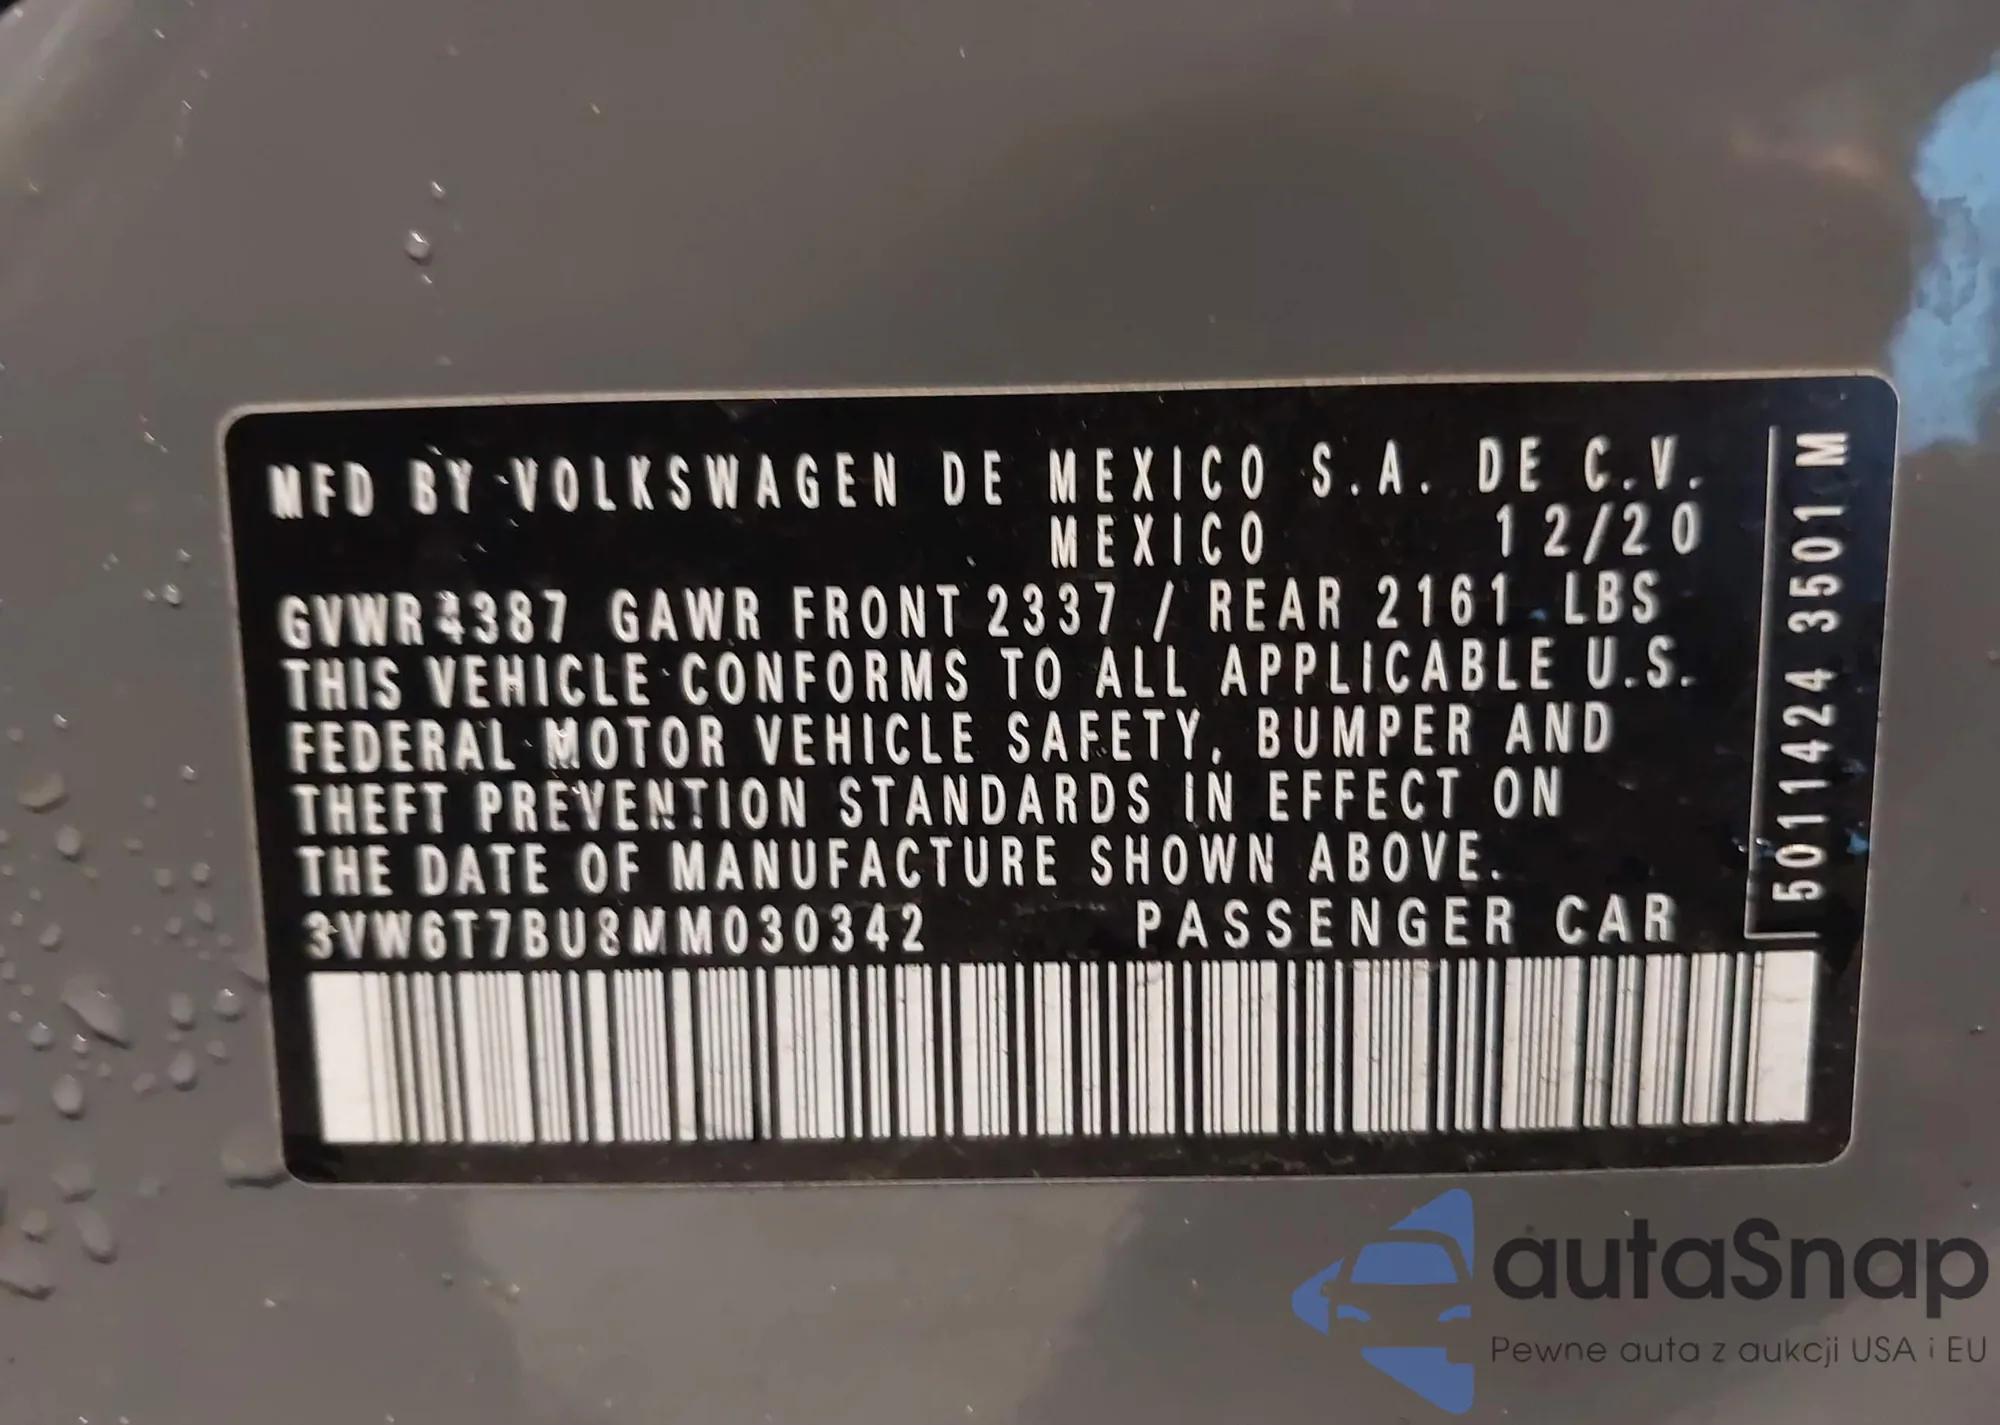 MFD BY VOLKSWAGEN DE MEXICO S.A. DE C.V.
MEXICO 12/20
GVWR 4387 GAWR FRONT 2337 / REAR 2161 LBS
THIS VEHICLE CONFORMS TO ALL APPLICABLE U.S.
FEDERAL MOTOR VEHICLE SAFETY, BUMPER AND
THEFT PREVENTION STANDARDS IN EFFECT ON
THE DATE OF MANUFACTURE SHOWN ABOVE.
3VW6T7BU8MM030342 PASSENGER CAR
5011424 3501 M
autaSnap
Pewne auta z aukcji USA i EU